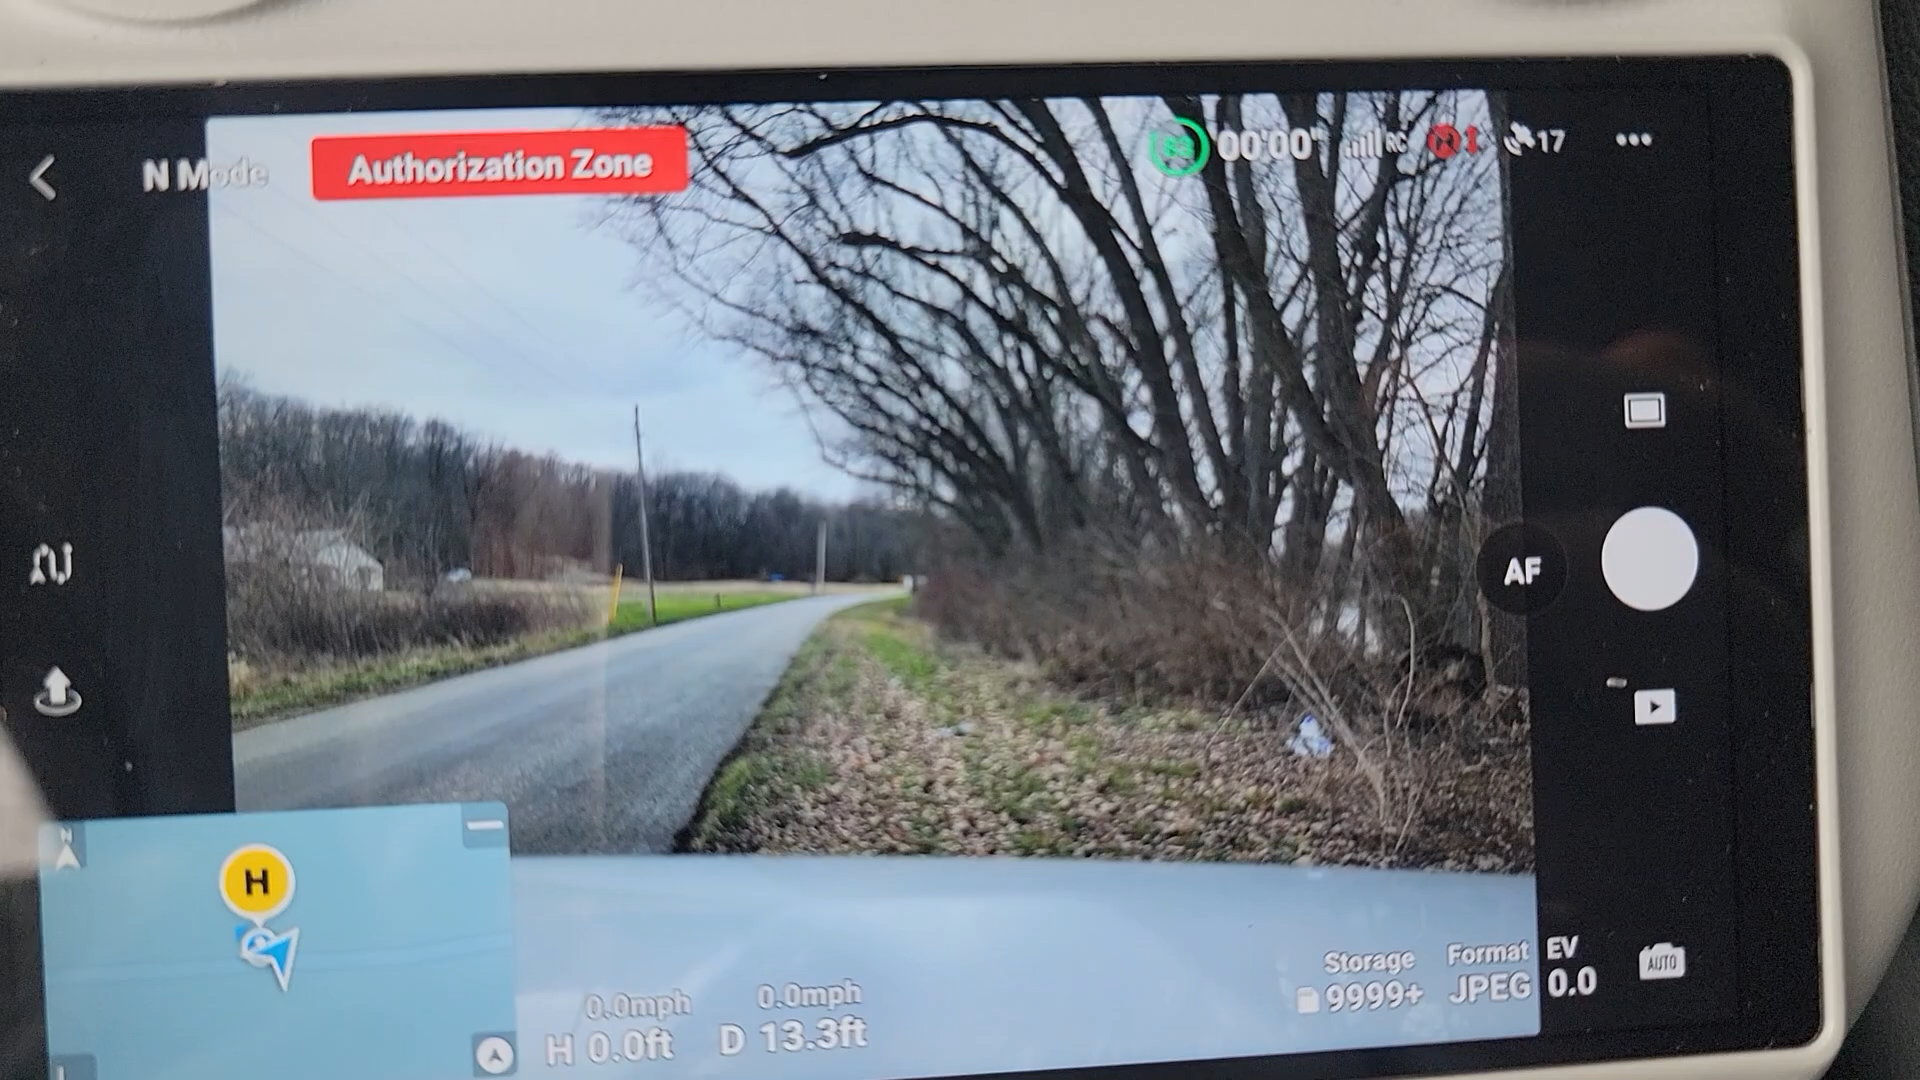 N Mode
Authorization Zone
83
00'00"
RC
17
AF
N
H
0.0mph
0.0mph
H 0.0ft
D 13.3ft
Storage
9999+
Format
JPEG
EV
0.0
AUTO